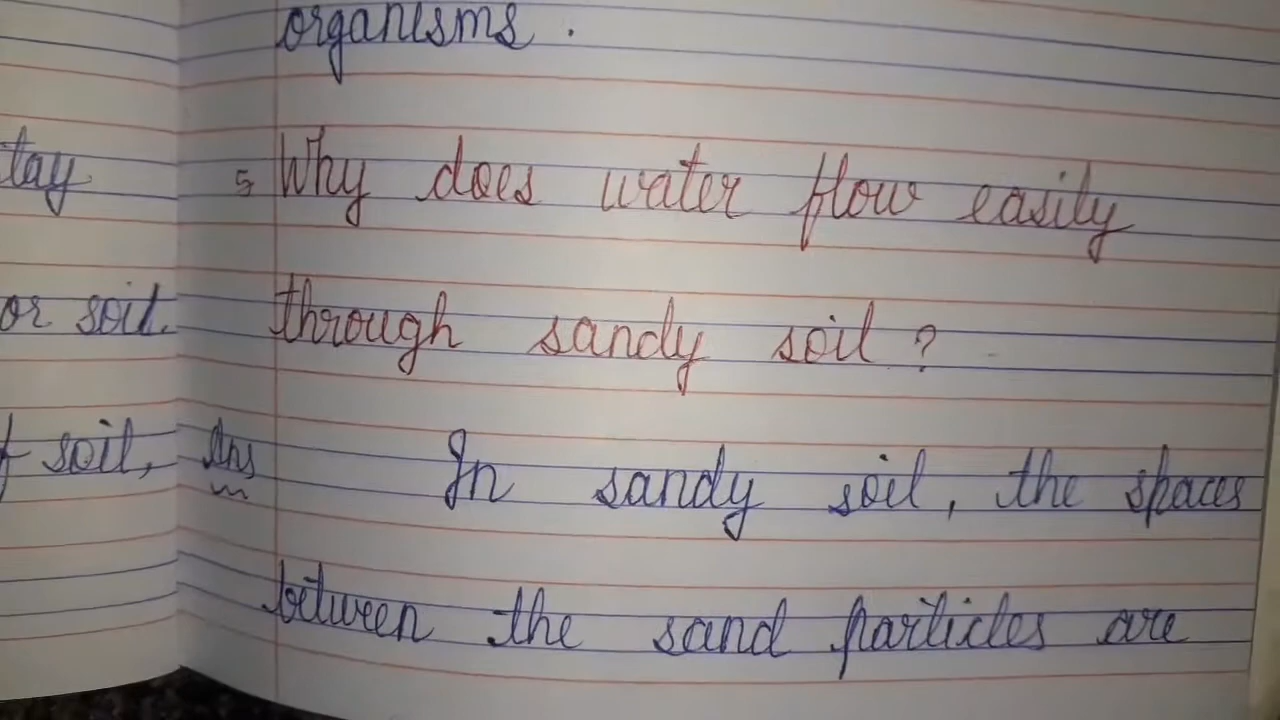 tay
or soil.
f soil,
organisms.
5 Why does water flow easily
through sandy soil ?
Ans In sandy soil, the spaces
between the sand particles are